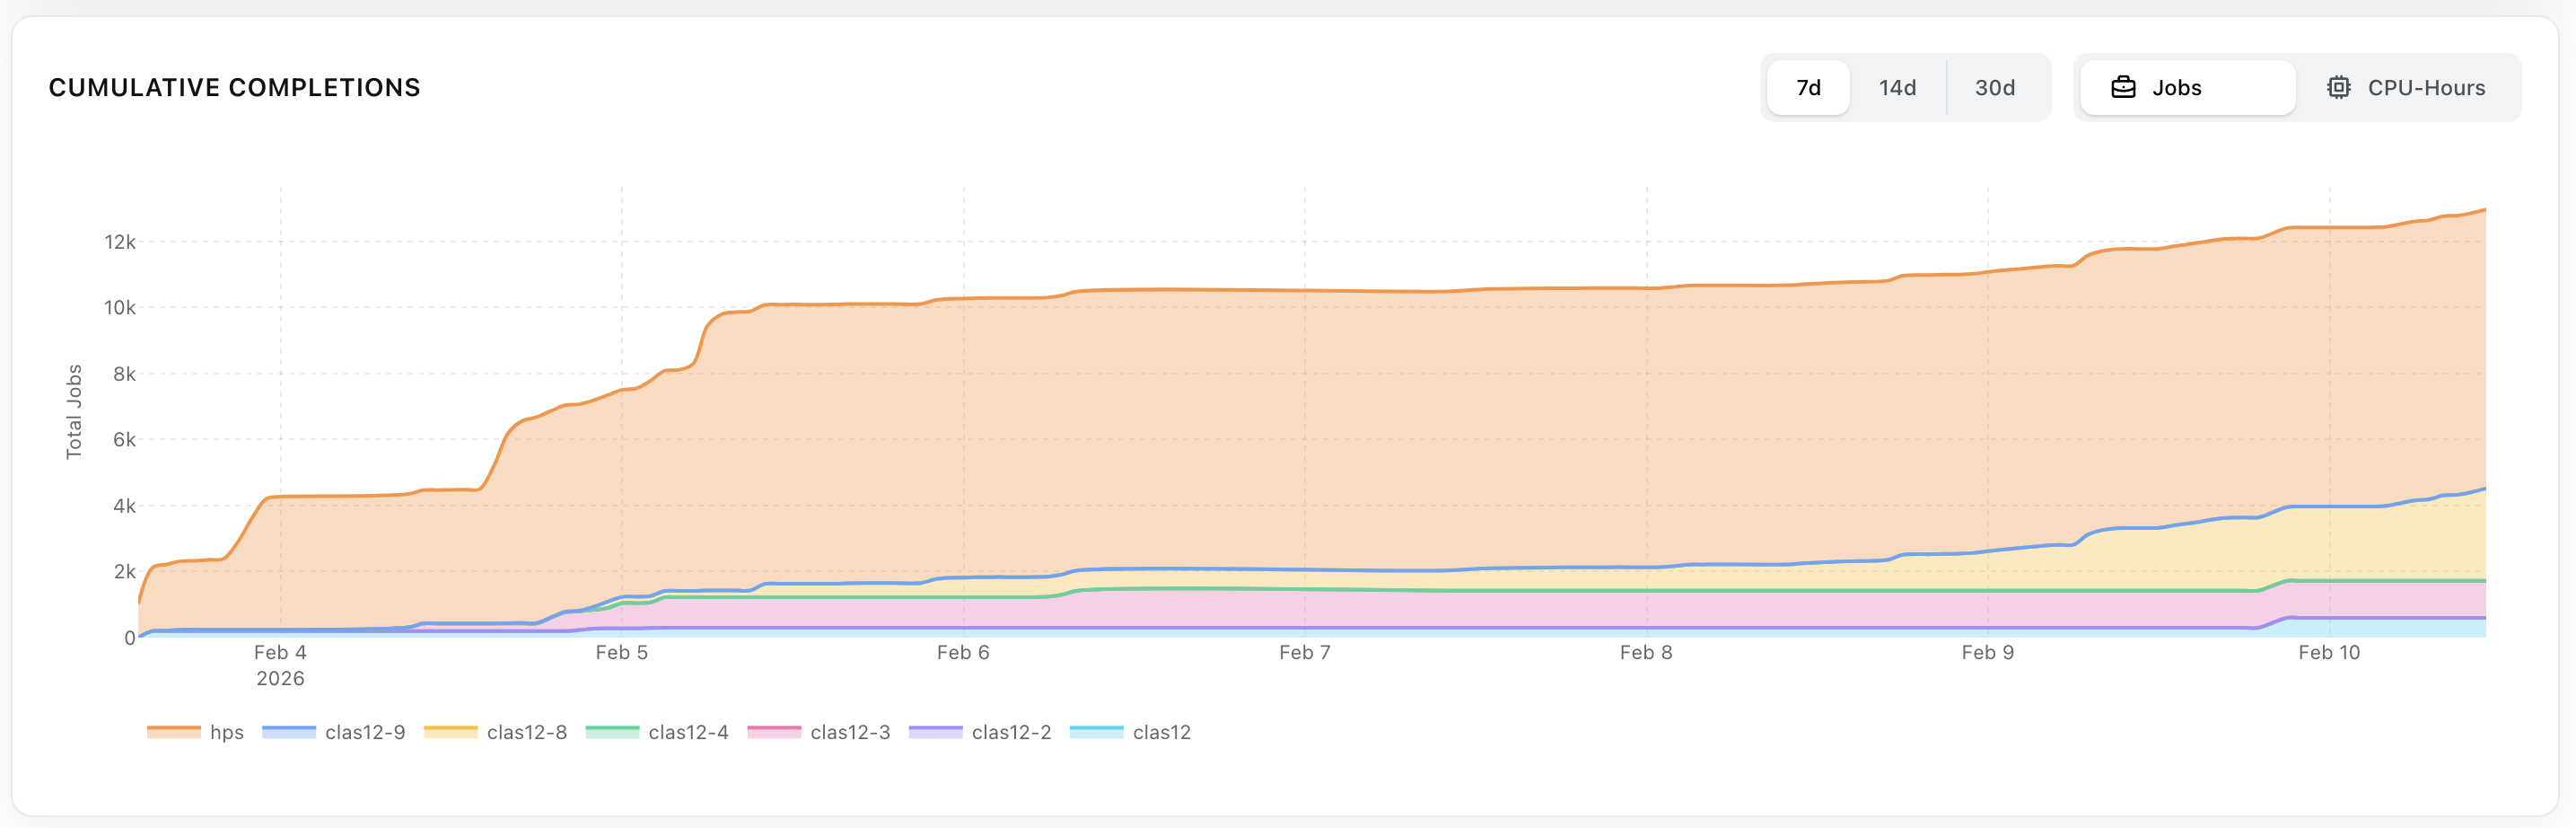 CUMULATIVE COMPLETIONS
7d 14d 30d Jobs CPU-Hours
Total Jobs
12k
10k
8k
6k
4k
2k
0
Feb 4 Feb 5 Feb 6 Feb 7 Feb 8 Feb 9 Feb 10
2026
hps clas12-9 clas12-8 clas12-4 clas12-3 clas12-2 clas12